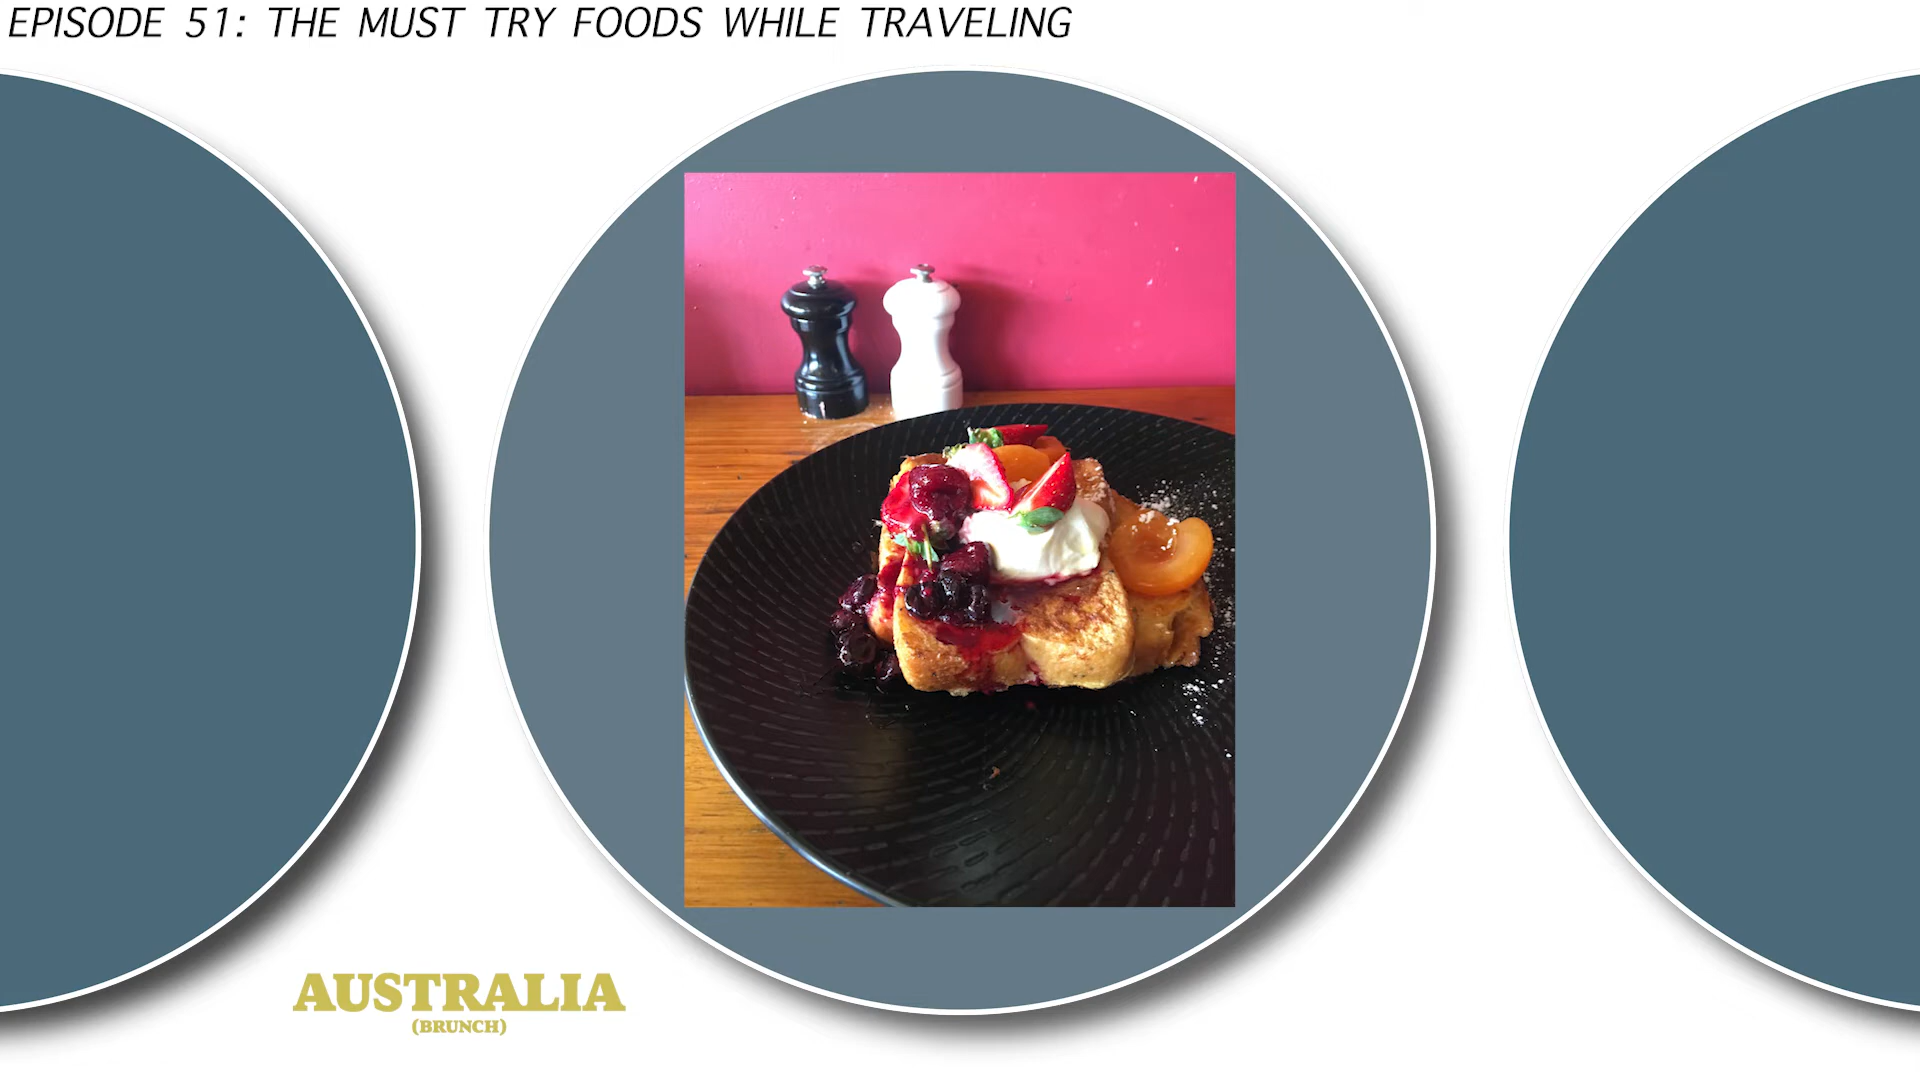 EPISODE 51: THE MUST TRY FOODS WHILE TRAVELING
AUSTRALIA
(BRUNCH)